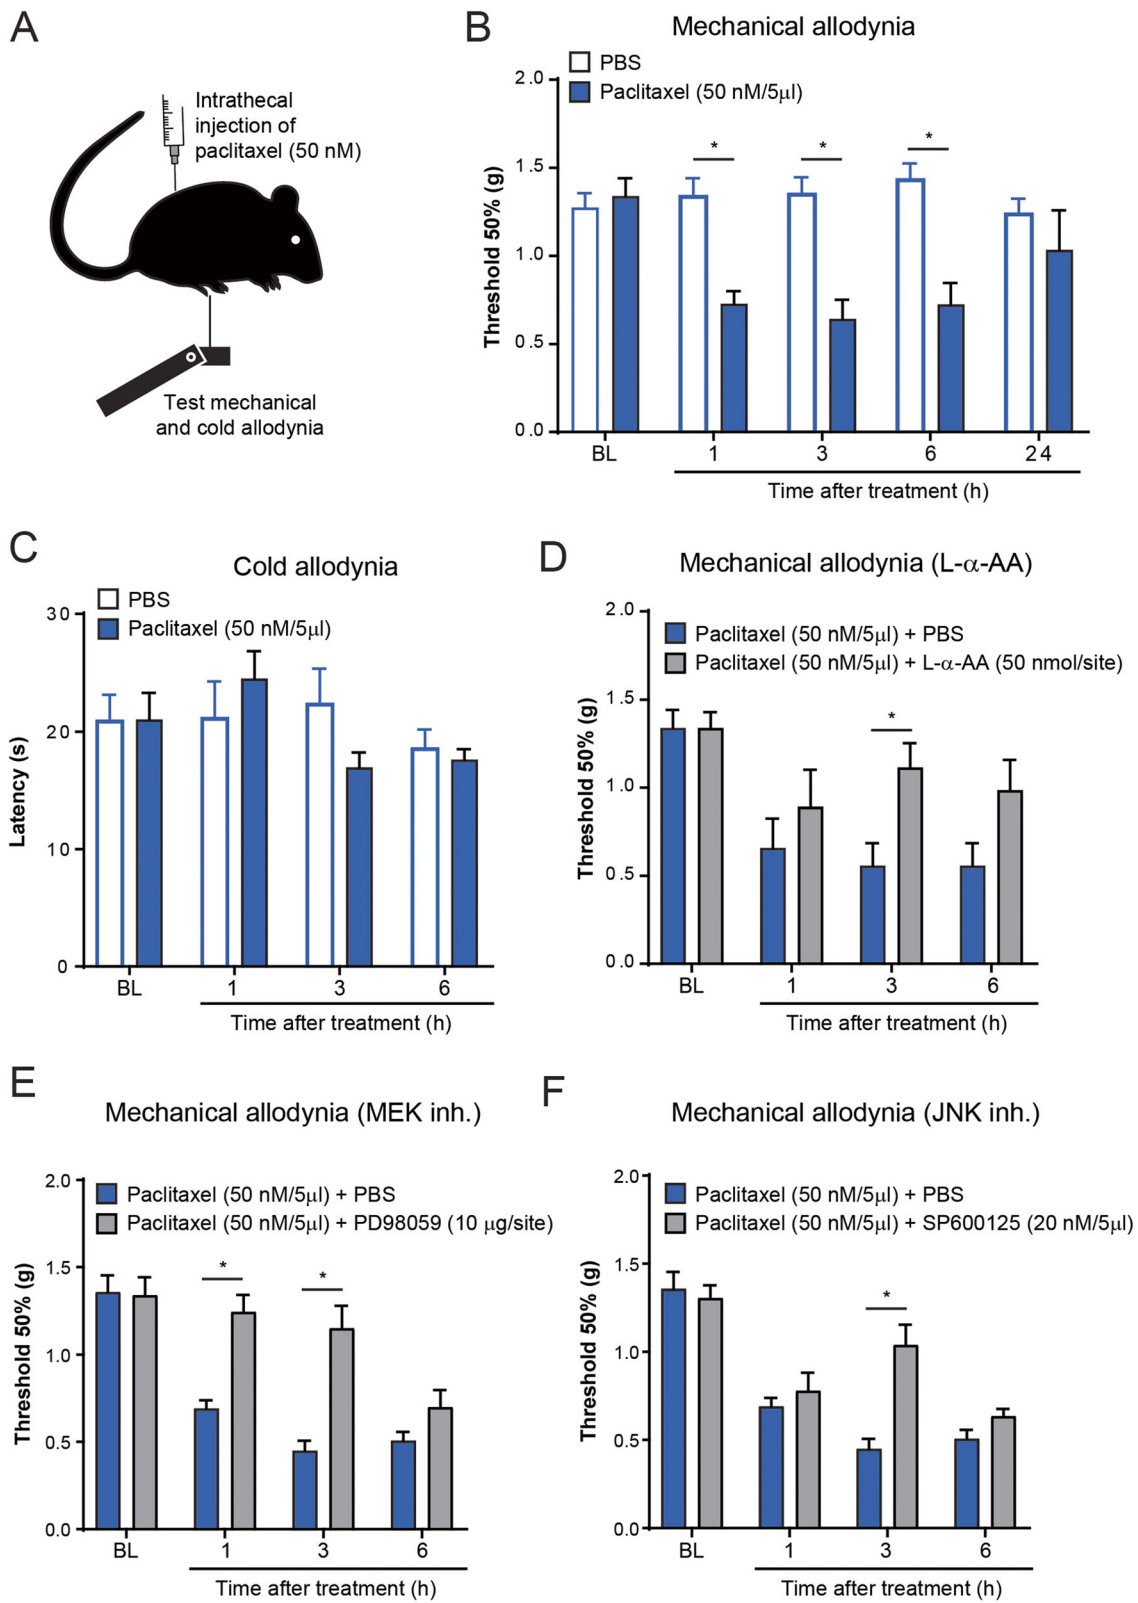 A
Intrathecal
injection of
paclitaxel (50 nM)
Test mechanical
and cold allodynia
B
Mechanical allodynia
PBS
Paclitaxel (50 nM/5μl)
Threshold 50% (g)
2.0
1.5
1.0
0.5
0.0
*
*
*
BL
1
3
6
24
Time after treatment (h)
C
Cold allodynia
PBS
Paclitaxel (50 nM/5μl)
Latency (s)
30
20
10
0
BL
1
3
6
Time after treatment (h)
D
Mechanical allodynia (L-α-AA)
Paclitaxel (50 nM/5μl) + PBS
Paclitaxel (50 nM/5μl) + L-α-AA (50 nmol/site)
Threshold 50% (g)
2.0
1.5
1.0
0.5
0.0
*
BL
1
3
6
Time after treatment (h)
E
Mechanical allodynia (MEK inh.)
Paclitaxel (50 nM/5μl) + PBS
Paclitaxel (50 nM/5μl) + PD98059 (10 μg/site)
Threshold 50% (g)
2.0
1.5
1.0
0.5
0.0
*
*
BL
1
3
6
Time after treatment (h)
F
Mechanical allodynia (JNK inh.)
Paclitaxel (50 nM/5μl) + PBS
Paclitaxel (50 nM/5μl) + SP600125 (20 nM/5μl)
Threshold 50% (g)
2.0
1.5
1.0
0.5
0.0
*
BL
1
3
6
Time after treatment (h)